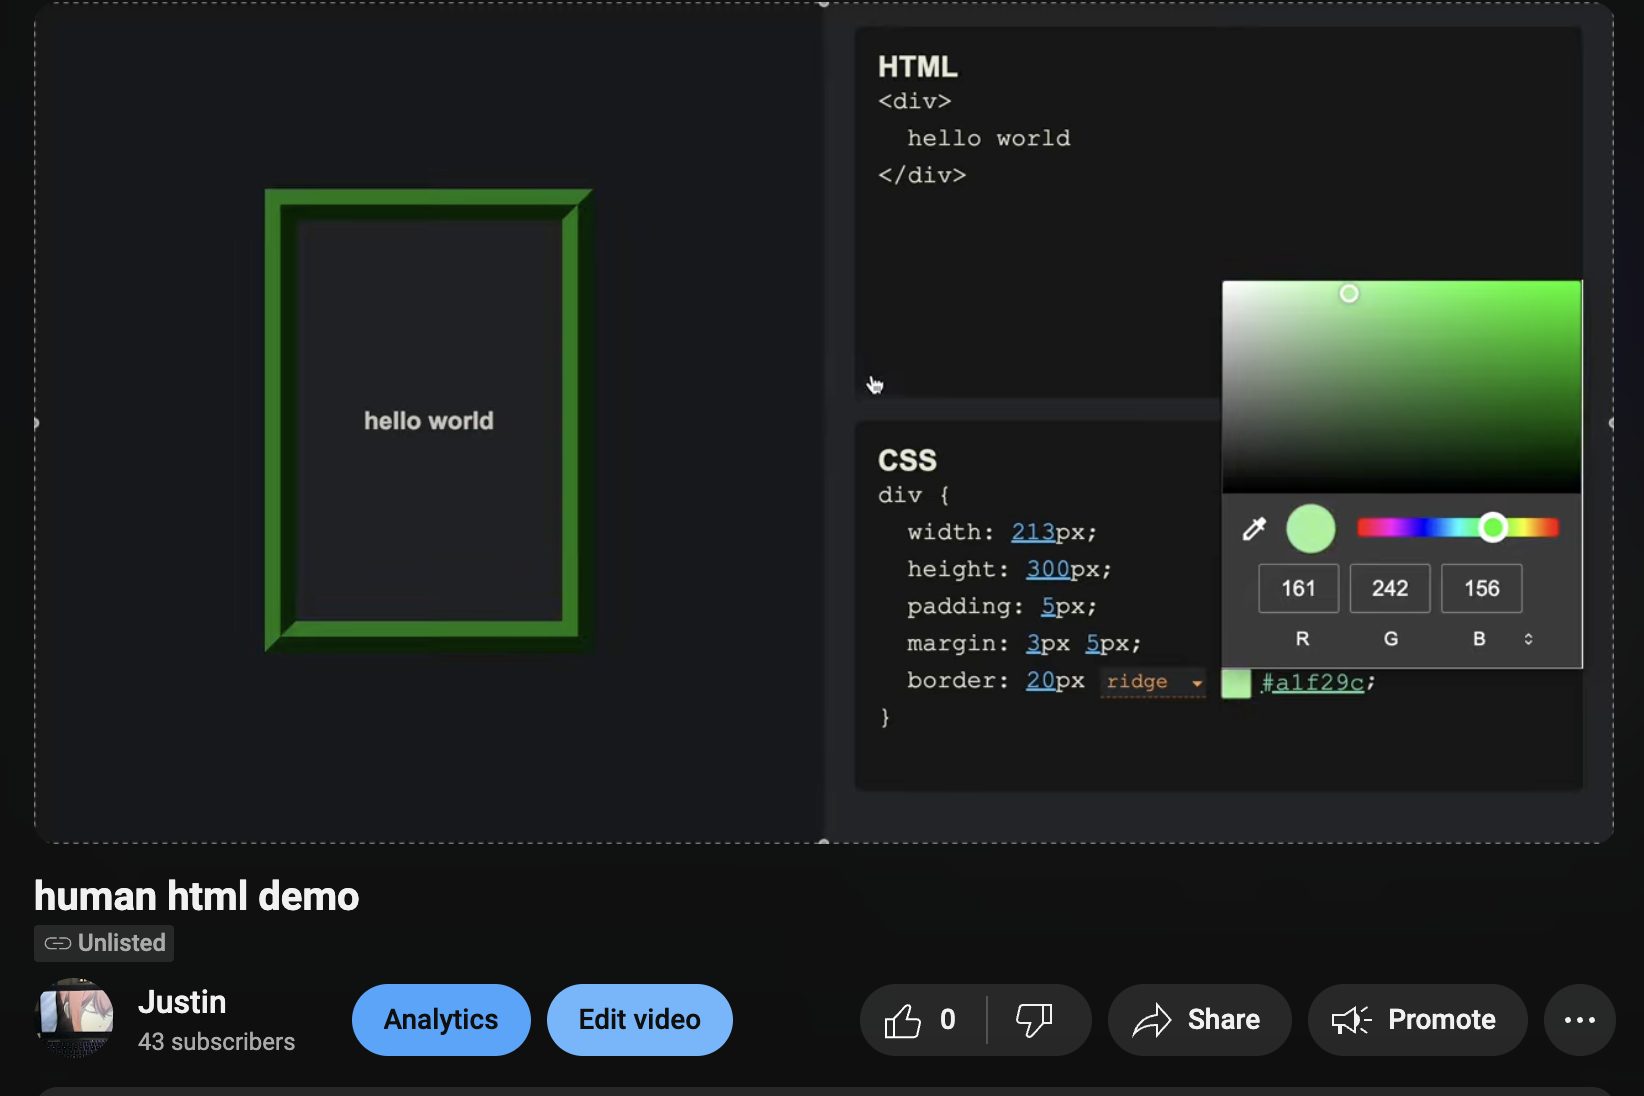 HTML
<div>
hello world
</div>
hello world
CSS
div {
width: 213px;
height: 300px;
padding: 5px;
margin: 3px 5px;
border: 20px ridge #a1f29c;
}
161 242 156
R G B
human html demo
Unlisted
Justin
43 subscribers
Analytics
Edit video
0
Share
Promote